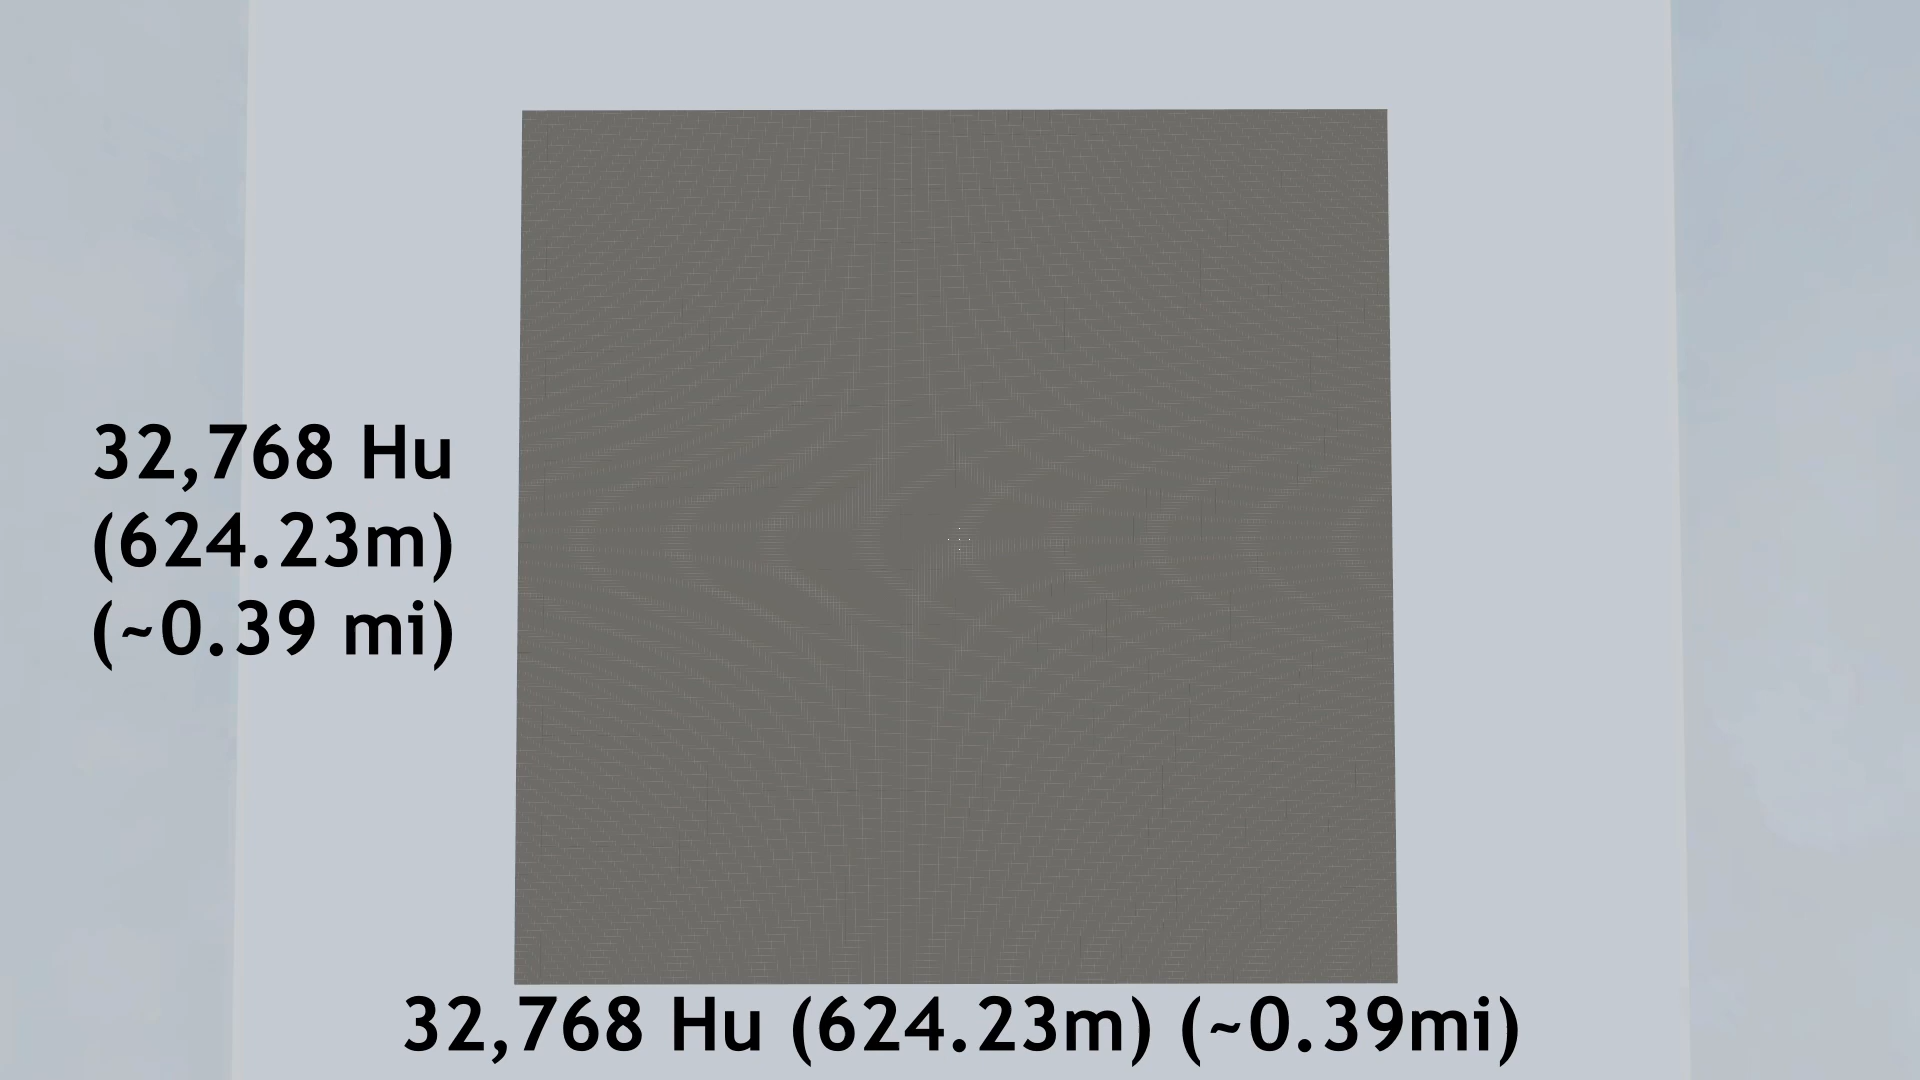 32,768 Hu
(624.23m)
(~0.39 mi)
32,768 Hu (624.23m) (~0.39mi)